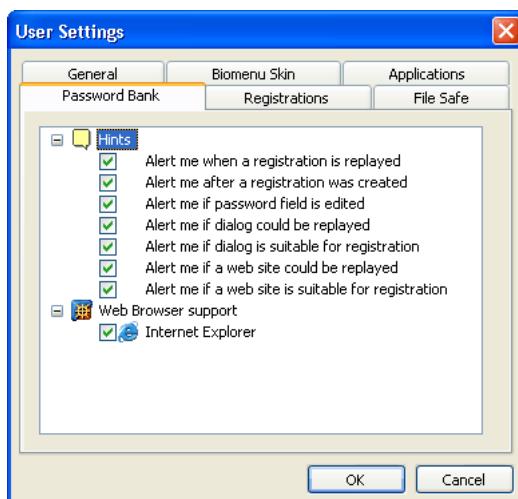 User Settings
General
Biomenu Skin
Applications
Password Bank
Registrations
File Safe
Hints
Alert me when a registration is replayed
Alert me after a registration was created
Alert me if password field is edited
Alert me if dialog could be replayed
Alert me if dialog is suitable for registration
Alert me if a web site could be replayed
Alert me if a web site is suitable for registration
Web Browser support
Internet Explorer
OK
Cancel